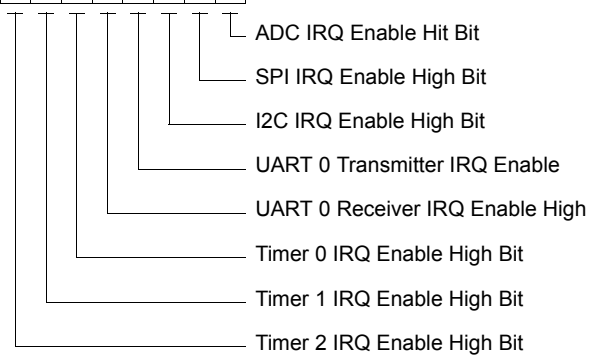 ADC IRQ Enable Hit Bit
SPI IRQ Enable High Bit
I2C IRQ Enable High Bit
UART 0 Transmitter IRQ Enable
UART 0 Receiver IRQ Enable High
Timer 0 IRQ Enable High Bit
Timer 1 IRQ Enable High Bit
Timer 2 IRQ Enable High Bit